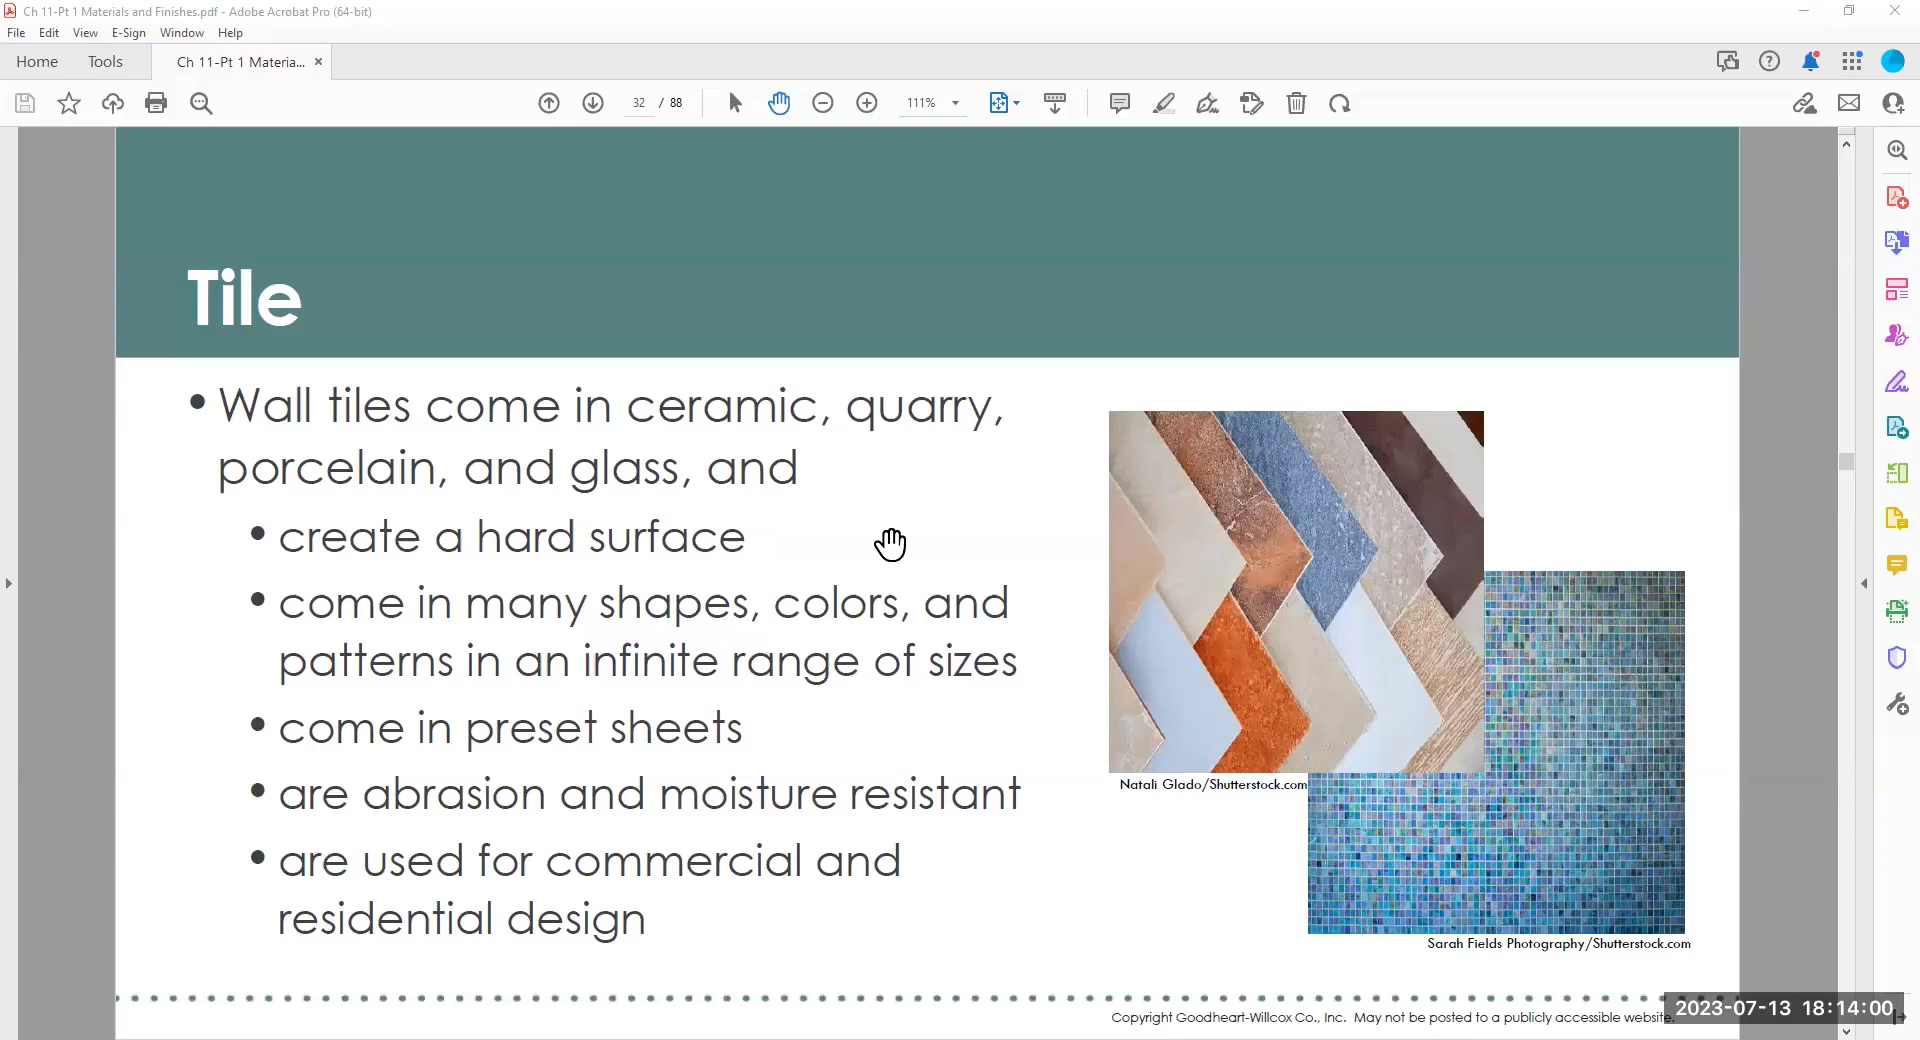 Ch 11-Pt 1 Materials and Finishes.pdf - Adobe Acrobat Pro (64-bit)
File Edit View E-Sign Window Help
Home Tools Ch 11-Pt 1 Materia... ×
32 / 88 111%
Tile
• Wall tiles come in ceramic, quarry,
porcelain, and glass, and
• create a hard surface
• come in many shapes, colors, and
patterns in an infinite range of sizes
• come in preset sheets
• are abrasion and moisture resistant
• are used for commercial and
residential design
Natali Glado/Shutterstock.com
Sarah Fields Photography/Shutterstock.com
Copyright Goodheart-Willcox Co., Inc. May not be posted to a publicly accessible website.
2023-07-13 18:14:00